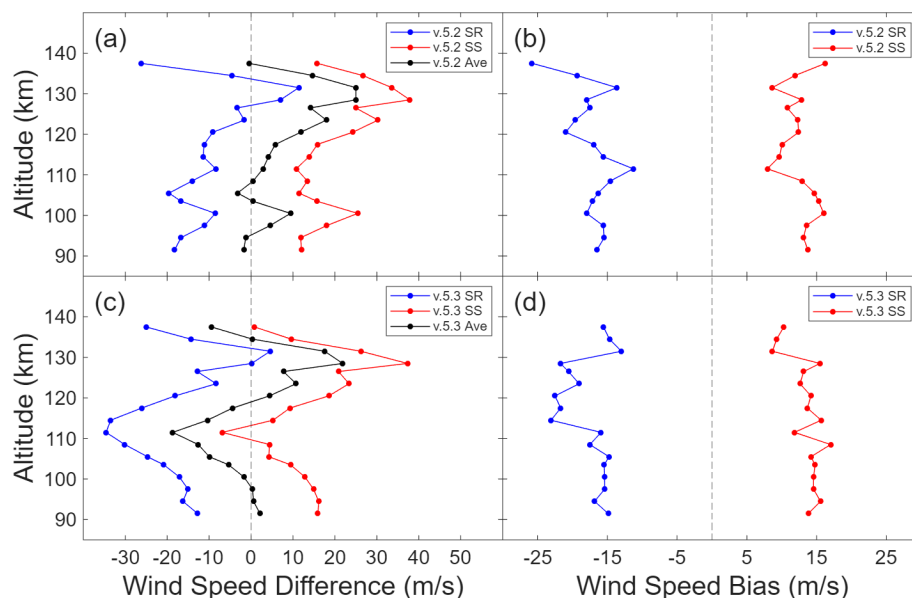 (a)
v.5.2 SR
v.5.2 SS
v.5.2 Ave
140
130
120
110
100
90
Altitude (km)
(b)
v.5.2 SR
v.5.2 SS
(c)
v.5.3 SR
v.5.3 SS
v.5.3 Ave
140
130
120
110
100
90
Altitude (km)
-30 -20 -10 0 10 20 30 40 50
Wind Speed Difference (m/s)
(d)
v.5.3 SR
v.5.3 SS
-25 -15 -5 5 15 25
Wind Speed Bias (m/s)